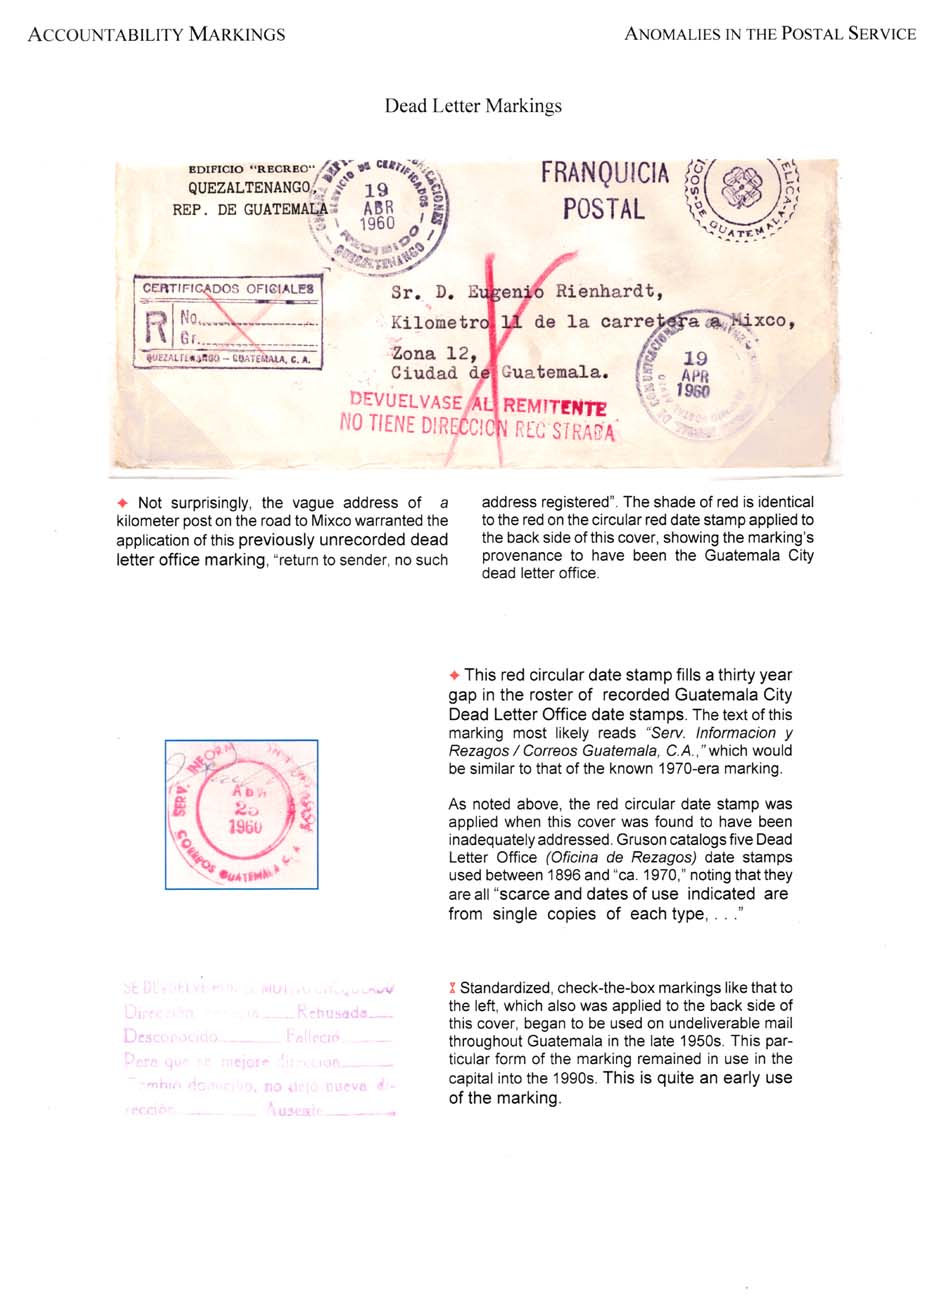 ACCOUNTABILITY MARKINGS
ANOMALIES IN THE POSTAL SERVICE
Dead Letter Markings
EDIFICIO "RECREO"
QUEZALTENANGO,
REP. DE GUATEMALA
SERVICIO DE CERTIFICADOS
19
ABR
1960
RECIBIDO
QUEZALTENANGO
FRANQUICIA
POSTAL
DE GUATEMALA
CERTIFICADOS OFICIALES
R No.
Gr.
QUEZALTENANGO – GUATEMALA, C. A.
Sr. D. Eugenio Rienhardt,
Kilometro 11 de la carretera a Mixco,
Zona 12,
Ciudad de Guatemala.
19
APR
1960
DEVUELVASE AL REMITENTE
NO TIENE DIRECCION REG STRADA
Not surprisingly, the vague address of a
kilometer post on the road to Mixco warranted the
application of this previously unrecorded dead
letter office marking, "return to sender, no such
address registered". The shade of red is identical
to the red on the circular red date stamp applied to
the back side of this cover, showing the marking's
provenance to have been the Guatemala City
dead letter office.
This red circular date stamp fills a thirty year
gap in the roster of recorded Guatemala City
Dead Letter Office date stamps. The text of this
marking most likely reads "Serv. Informacion y
Rezagos / Correos Guatemala, C.A.," which would
be similar to that of the known 1970-era marking.
SERV. INFORM
25
1960
CORREOS GUATEMALA C. A.
As noted above, the red circular date stamp was
applied when this cover was found to have been
inadequately addressed. Gruson catalogs five Dead
Letter Office (Oficina de Rezagos) date stamps
used between 1896 and "ca. 1970," noting that they
are all "scarce and dates of use indicated are
from single copies of each type, . . ."
SE DEVUELVE
Dirección Rehusada
Desconocido Falleció
Para que se mejore dirección
Cambió domicilio, no dejó nueva di-
rección Ausente
Standardized, check-the-box markings like that to
the left, which also was applied to the back side of
this cover, began to be used on undeliverable mail
throughout Guatemala in the late 1950s. This par-
ticular form of the marking remained in use in the
capital into the 1990s. This is quite an early use
of the marking.